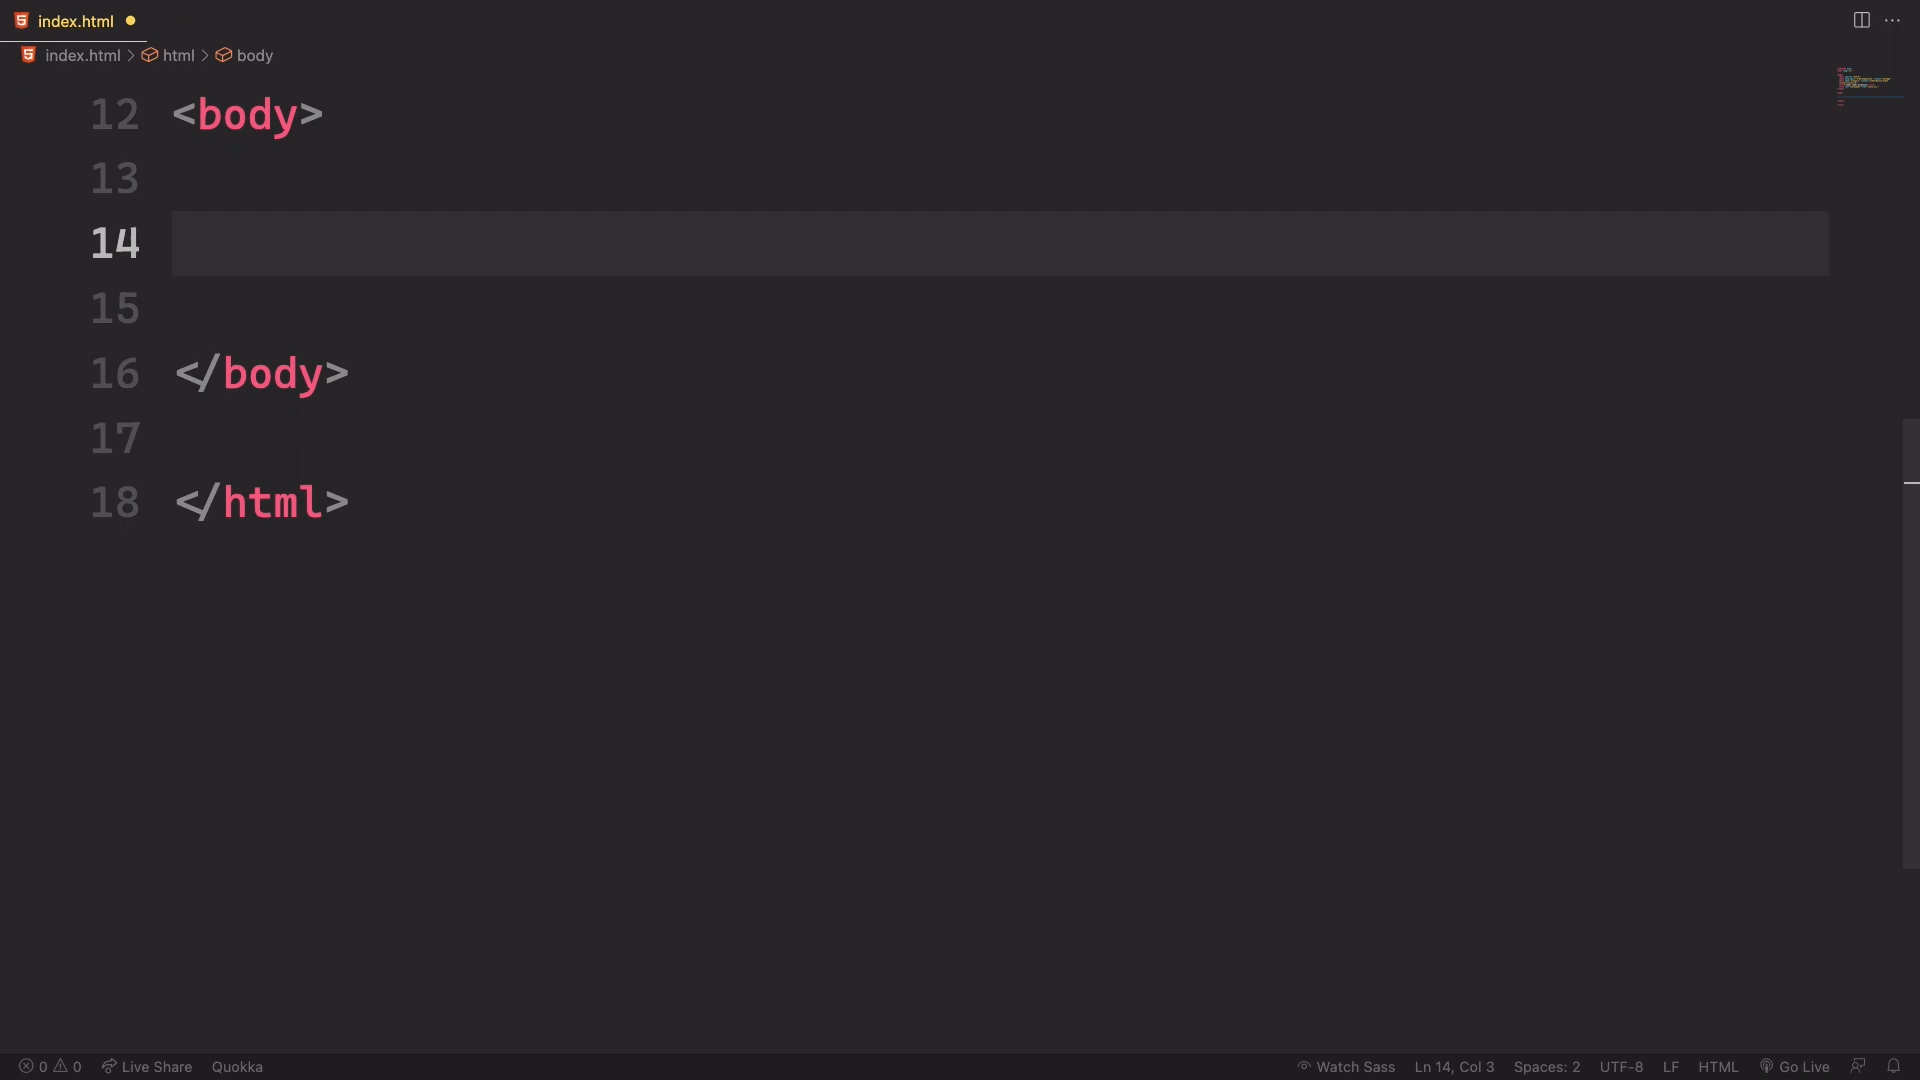 index.html
index.html > html > body
12 <body>
13
14
15
16 </body>
17
18 </html>
0 0 Live Share Quokka Watch Sass Ln 14, Col 3 Spaces: 2 UTF-8 LF HTML Go Live